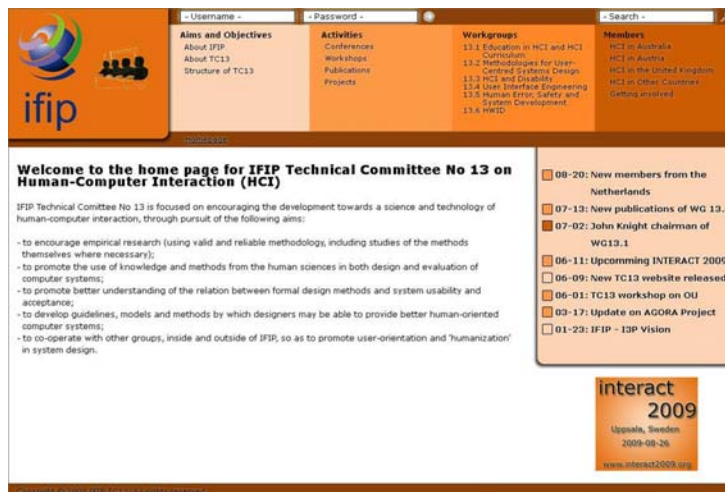 - Username -
- Password -
- Search -
ifip
Aims and Objectives
About IFIP
About TC13
Structure of TC13
Activities
Conferences
Workshops
Publications
Projects
Workgroups
13.1 Education in HCI and HCI
Curriculum
13.2 Methodologies for User-
Centred Systems Design
13.3 HCI and Disability
13.4 User Interface Engineering
13.5 Human Error, Safety and
System Development
13.6 HWID
Members
HCI in Australia
HCI in Austria
HCI in the United Kingdom
HCI in Other Countries
Getting involved
Homepage
Welcome to the home page for IFIP Technical Committee No 13 on
Human-Computer Interaction (HCI)
IFIP Technical Comittee No 13 is focused on encouraging the development towards a science and technology of
human-computer interaction, through pursuit of the following aims:
- to encourage empirical research (using valid and reliable methodology, including studies of the methods
themselves where necessary);
- to promote the use of knowledge and methods from the human sciences in both design and evaluation of
computer systems;
- to promote better understanding of the relation between formal design methods and system usability and
acceptance;
- to develop guidelines, models and methods by which designers may be able to provide better human-oriented
computer systems;
- to co-operate with other groups, inside and outside of IFIP, so as to promote user-orientation and 'humanization'
in system design.
08-20: New members from the
Netherlands
07-13: New publications of WG 13.
07-02: John Knight chairman of
WG13.1
06-11: Upcomming INTERACT 2009
06-09: New TC13 website released
06-01: TC13 workshop on OU
03-17: Update on AGORA Project
01-23: IFIP - I3P Vision
interact
2009
Uppsala, Sweden
2009-08-26
www.interact2009.org